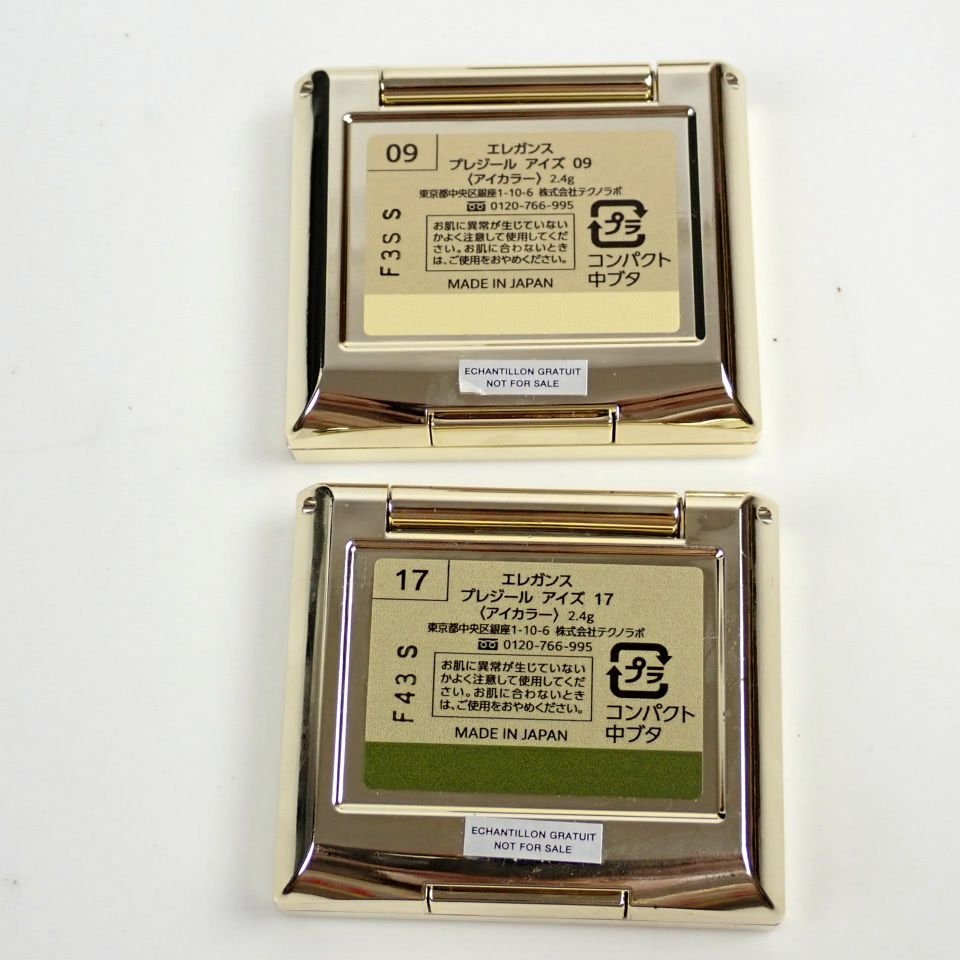 09
エレガンス
プレジール アイズ 09
〈アイカラー〉 2.4g
東京都中央区銀座1-10-6 株式会社テクノラボ
0120-766-995
F3S S
お肌に異常が生じていない
かよく注意して使用してくだ
さい。お肌に合わないとき
は、ご使用をおやめください。
プラ
コンパクト
中ブタ
MADE IN JAPAN
ECHANTILLON GRATUIT
NOT FOR SALE
17
エレガンス
プレジール アイズ 17
〈アイカラー〉 2.4g
東京都中央区銀座1-10-6 株式会社テクノラボ
0120-766-995
F43 S
お肌に異常が生じていない
かよく注意して使用してくだ
さい。お肌に合わないとき
は、ご使用をおやめください。
プラ
コンパクト
中ブタ
MADE IN JAPAN
ECHANTILLON GRATUIT
NOT FOR SALE